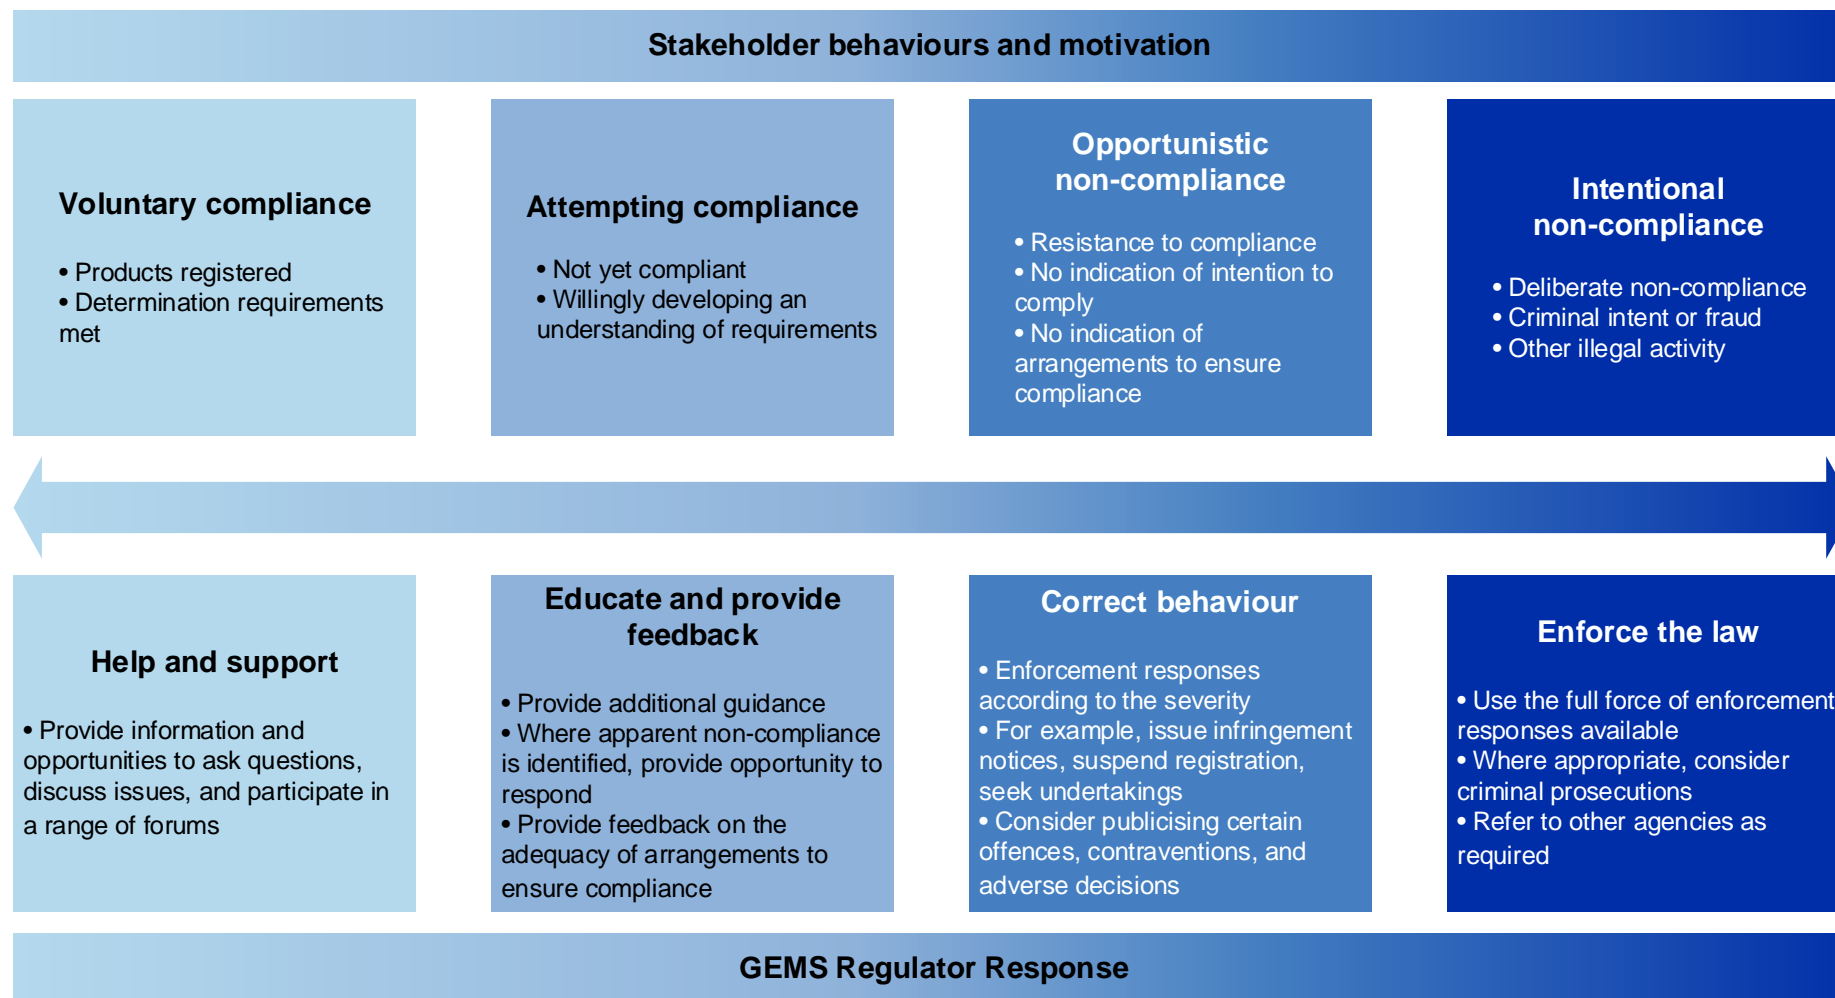 Stakeholder behaviours and motivation
Voluntary compliance
• Products registered
• Determination requirements
met
Attempting compliance
• Not yet compliant
• Willingly developing an
understanding of requirements
Opportunistic
non-compliance
• Resistance to compliance
• No indication of intention to
comply
• No indication of
arrangements to ensure
compliance
Intentional
non-compliance
• Deliberate non-compliance
• Criminal intent or fraud
• Other illegal activity
Help and support
• Provide information and
opportunities to ask questions,
discuss issues, and participate in
a range of forums
Educate and provide
feedback
• Provide additional guidance
• Where apparent non-compliance
is identified, provide opportunity to
respond
• Provide feedback on the
adequacy of arrangements to
ensure compliance
Correct behaviour
• Enforcement responses
according to the severity
• For example, issue infringement
notices, suspend registration,
seek undertakings
• Consider publicising certain
offences, contraventions, and
adverse decisions
Enforce the law
• Use the full force of enforcement
responses available
• Where appropriate, consider
criminal prosecutions
• Refer to other agencies as
required
GEMS Regulator Response